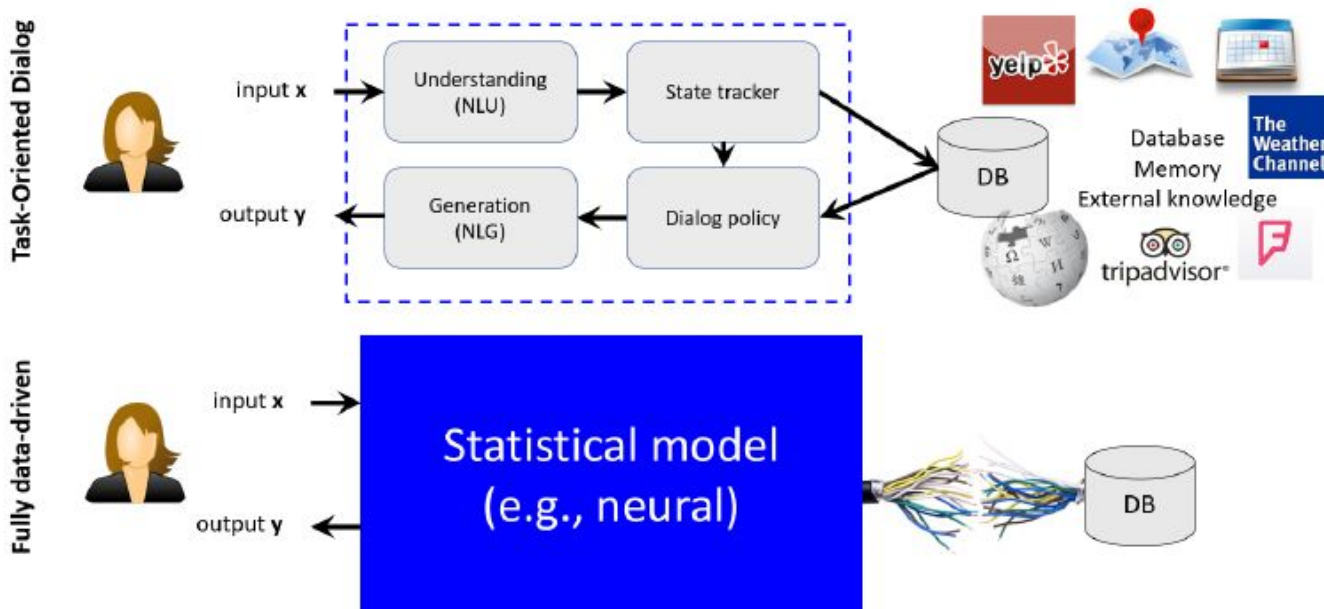 Task-Oriented Dialog
input x
Understanding
(NLU)
State tracker
output y
Generation
(NLG)
Dialog policy
DB
yelp
The
Weather
Channel
Database
Memory
External knowledge
Ω
W
И
tripadvisor®
Fully data-driven
input x
output y
Statistical model
(e.g., neural)
DB